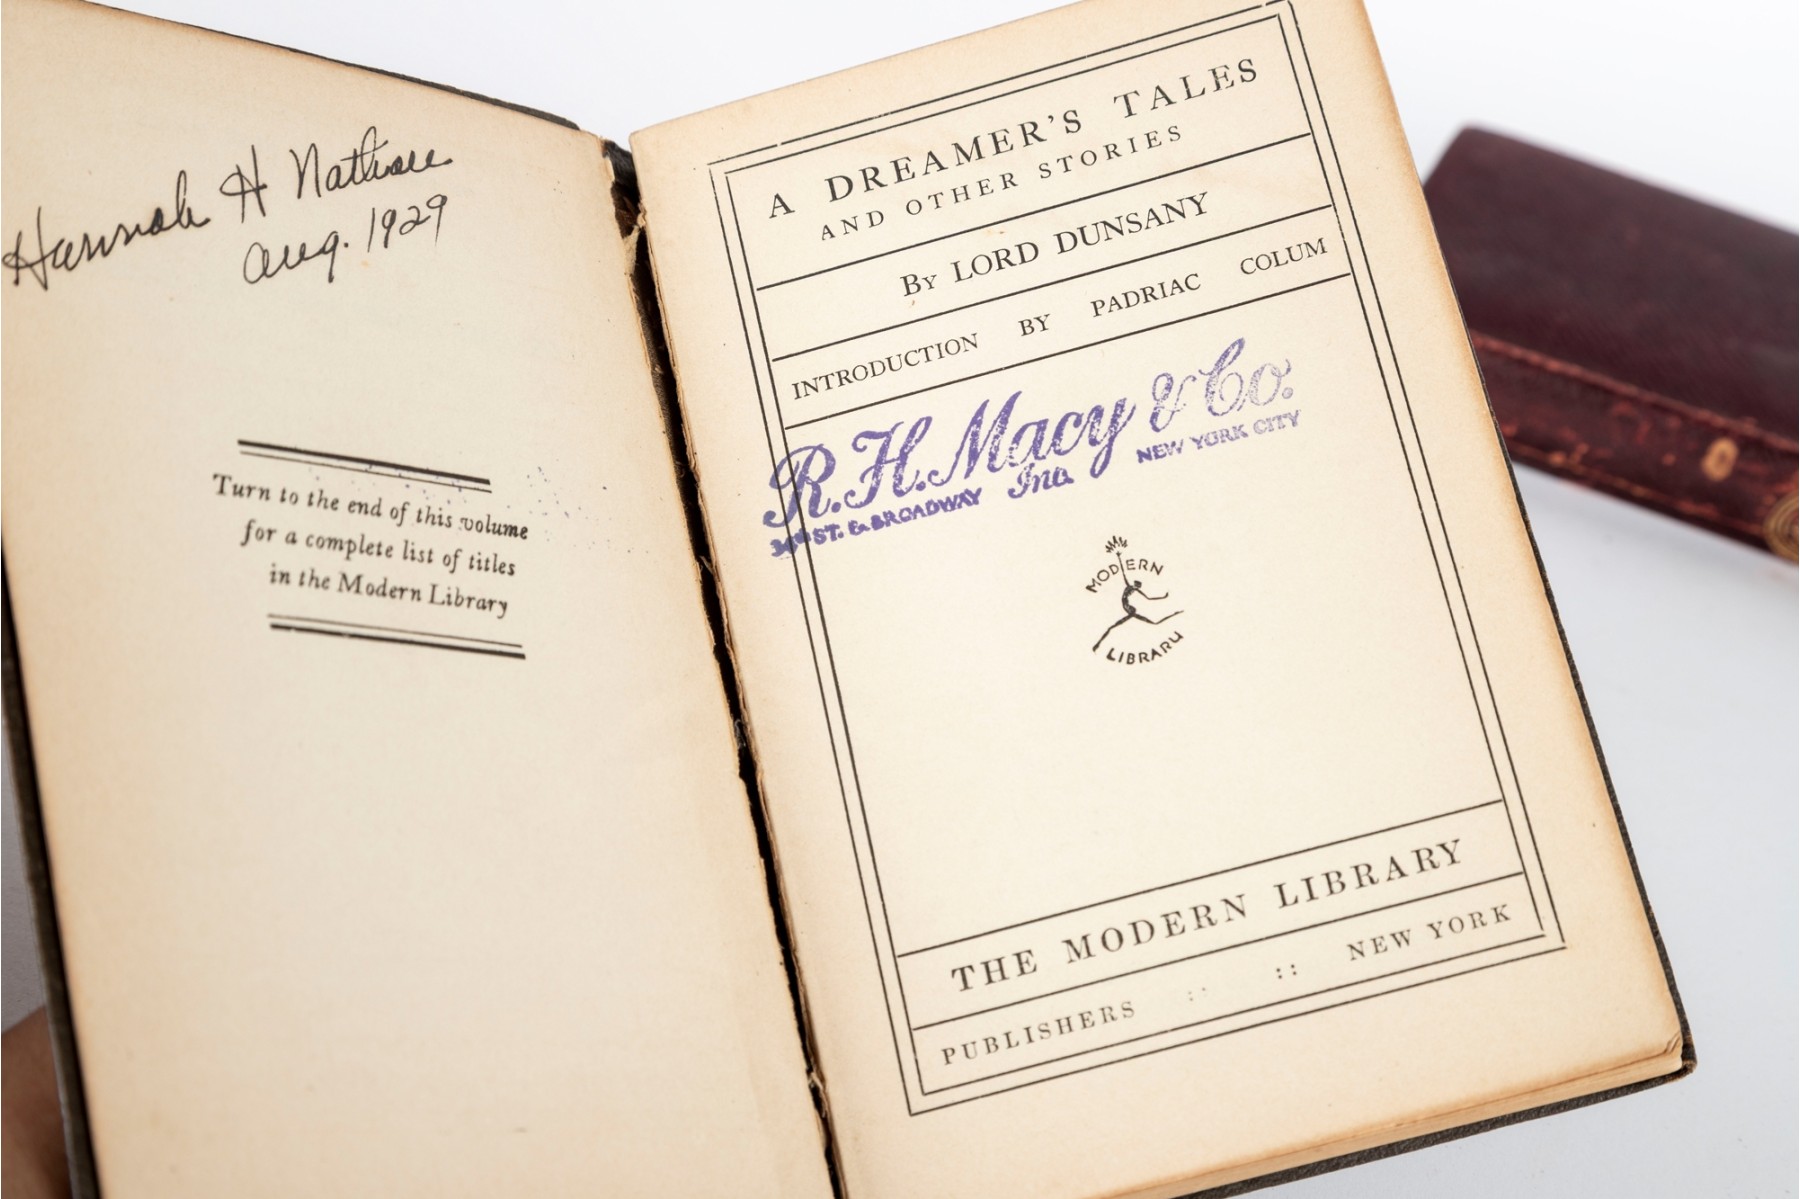 Hannah H Nathan
Aug. 1929
Turn to the end of this volume
for a complete list of titles
in the Modern Library
A DREAMER'S TALES
AND OTHER STORIES
By LORD DUNSANY
INTRODUCTION BY PADRIAC COLUM
R.H. Macy & Co.
34th ST. & BROADWAY Inc. NEW YORK CITY
MODERN
LIBRARY
THE MODERN LIBRARY
PUBLISHERS :: :: NEW YORK